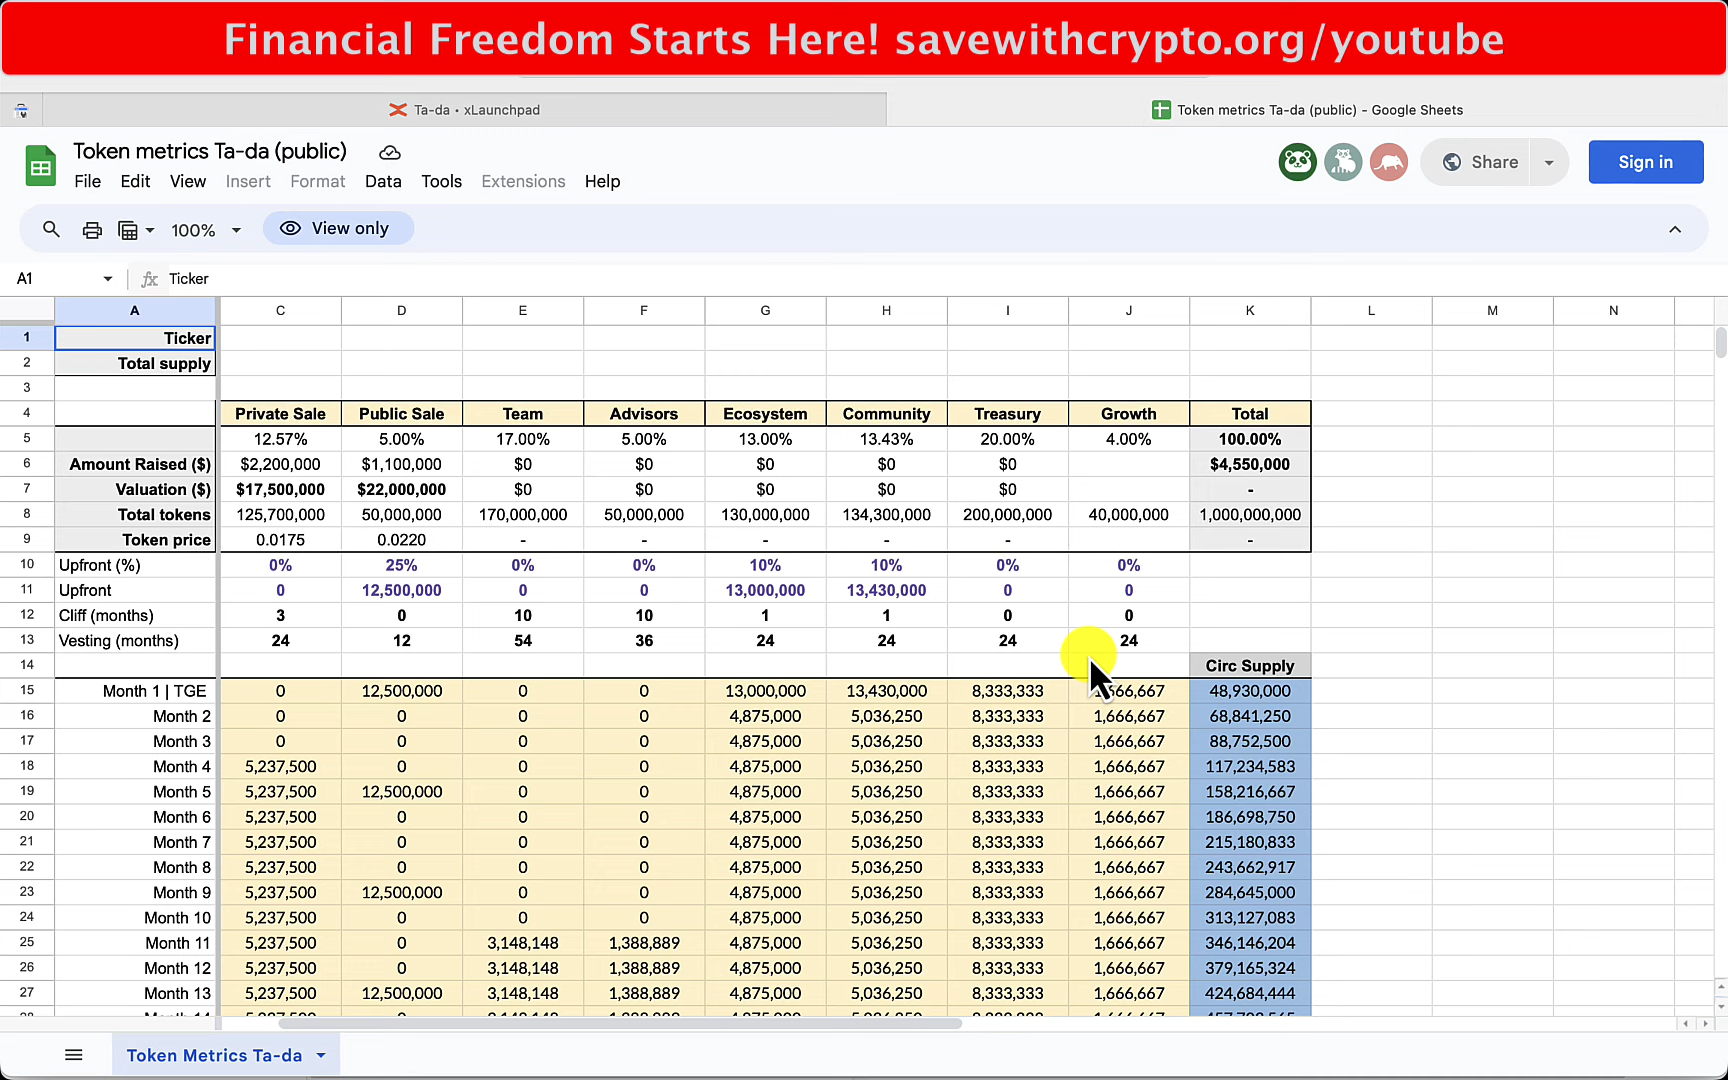 Financial Freedom Starts Here! savewithcrypto.org/youtube
Ta-da • xLaunchpad
Token metrics Ta-da (public) - Google Sheets
Token metrics Ta-da (public)
File Edit View Insert Format Data Tools Extensions Help
Share
Sign in
100%
View only
A1
fx Ticker
A C D E F G H I J K L M N
1 Ticker
2 Total supply
3
4 Private Sale Public Sale Team Advisors Ecosystem Community Treasury Growth Total
5 12.57% 5.00% 17.00% 5.00% 13.00% 13.43% 20.00% 4.00% 100.00%
6 Amount Raised ($) $2,200,000 $1,100,000 $0 $0 $0 $0 $0 $4,550,000
7 Valuation ($) $17,500,000 $22,000,000 $0 $0 $0 $0 $0 -
8 Total tokens 125,700,000 50,000,000 170,000,000 50,000,000 130,000,000 134,300,000 200,000,000 40,000,000 1,000,000,000
9 Token price 0.0175 0.0220 - - - - - -
10 Upfront (%) 0% 25% 0% 0% 10% 10% 0% 0%
11 Upfront 0 12,500,000 0 0 13,000,000 13,430,000 0 0
12 Cliff (months) 3 0 10 10 1 1 0 0
13 Vesting (months) 24 12 54 36 24 24 24 24
14 Circ Supply
15 Month 1 | TGE 0 12,500,000 0 0 13,000,000 13,430,000 8,333,333 48,930,000
16 Month 2 0 0 0 0 4,875,000 5,036,250 8,333,333 1,666,667 68,841,250
17 Month 3 0 0 0 0 4,875,000 5,036,250 8,333,333 1,666,667 88,752,500
18 Month 4 5,237,500 0 0 0 4,875,000 5,036,250 8,333,333 1,666,667 117,234,583
19 Month 5 5,237,500 12,500,000 0 0 4,875,000 5,036,250 8,333,333 1,666,667 158,216,667
20 Month 6 5,237,500 0 0 0 4,875,000 5,036,250 8,333,333 1,666,667 186,698,750
21 Month 7 5,237,500 0 0 0 4,875,000 5,036,250 8,333,333 1,666,667 215,180,833
22 Month 8 5,237,500 0 0 0 4,875,000 5,036,250 8,333,333 1,666,667 243,662,917
23 Month 9 5,237,500 12,500,000 0 0 4,875,000 5,036,250 8,333,333 1,666,667 284,645,000
24 Month 10 5,237,500 0 0 0 4,875,000 5,036,250 8,333,333 1,666,667 313,127,083
25 Month 11 5,237,500 0 3,148,148 1,388,889 4,875,000 5,036,250 8,333,333 1,666,667 346,146,204
26 Month 12 5,237,500 0 3,148,148 1,388,889 4,875,000 5,036,250 8,333,333 1,666,667 379,165,324
27 Month 13 5,237,500 12,500,000 3,148,148 1,388,889 4,875,000 5,036,250 8,333,333 1,666,667 424,684,444
Token Metrics Ta-da